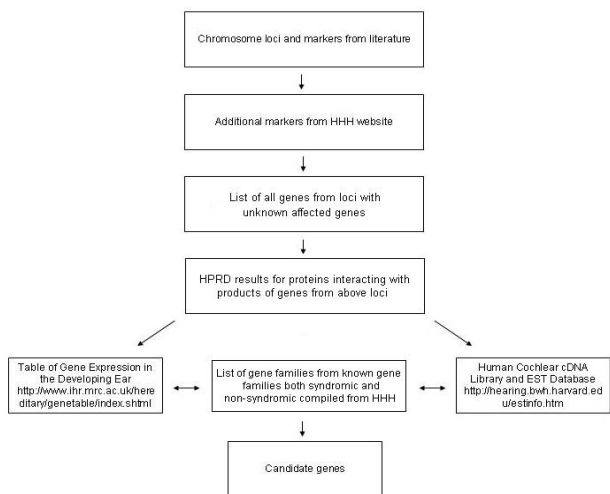 Chromosome loci and markers from literature
Additional markers from HHH website
List of all genes from loci with
unknown affected genes
HPRD results for proteins interacting with
products of genes from above loci
Table of Gene Expression in
the Developing Ear
http://www.ihr.mrc.ac.uk/here
ditary/genetable/index.shtml
List of gene families from known gene
families both syndromic and
non-syndromic compiled from HHH
Human Cochlear cDNA
Library and EST Database
http://hearing.bwh.harvard.ed
u/estinfo.htm
Candidate genes